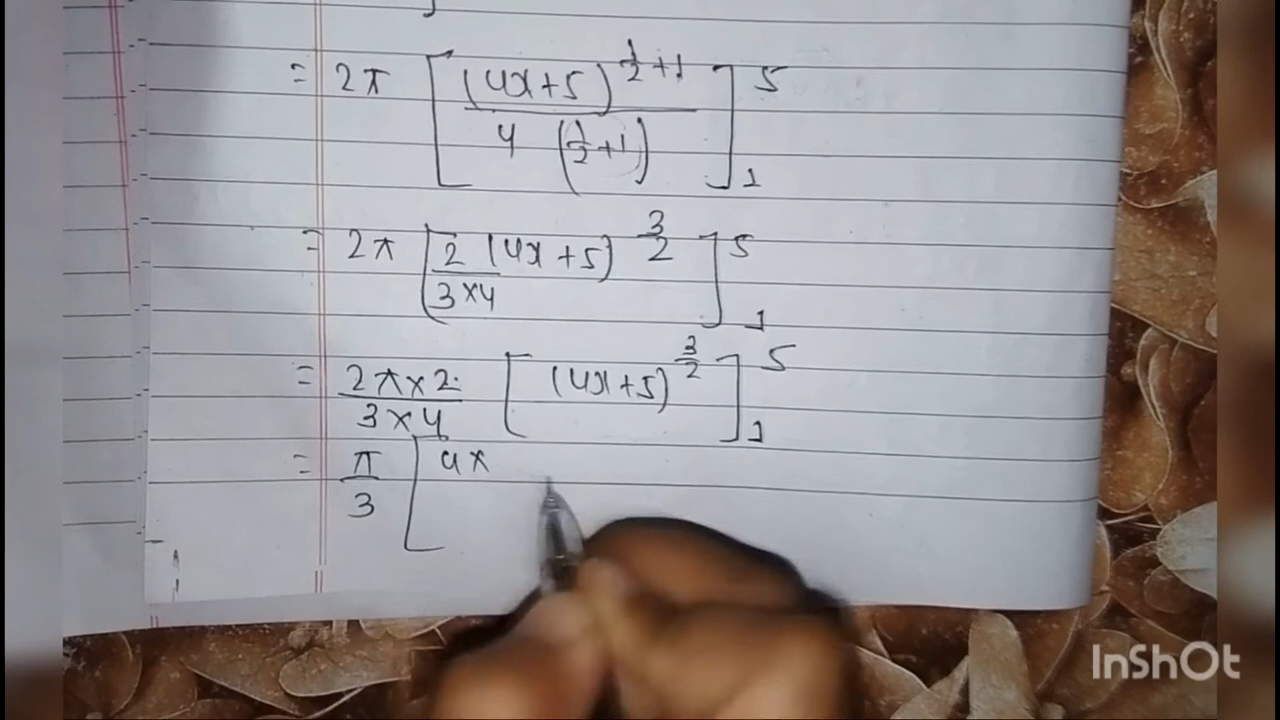 = 2π [ (4x+5)^{1/2+1} / 4 (1/2+1) ]_1^5
= 2π [ 2/3×4 (4x+5)^{3/2} ]_1^5
= 2π×2/3×4 [ (4x+5)^{3/2} ]_1^5
= π/3 [ 4×
InShOt